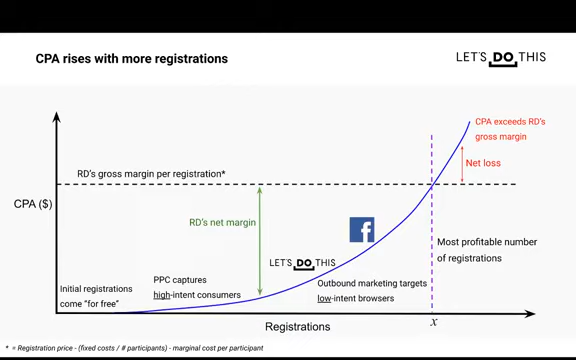 CPA rises with more registrations
LET'S DO THIS
CPA exceeds RD's
gross margin
Net loss
RD's gross margin per registration*
CPA ($)
RD's net margin
f
Most profitable number
of registrations
LET'S DO THIS
Initial registrations
come "for free"
PPC captures
high-intent consumers
Outbound marketing targets
low-intent browsers
Registrations
x
* = Registration price - (fixed costs / # participants) - marginal cost per participant